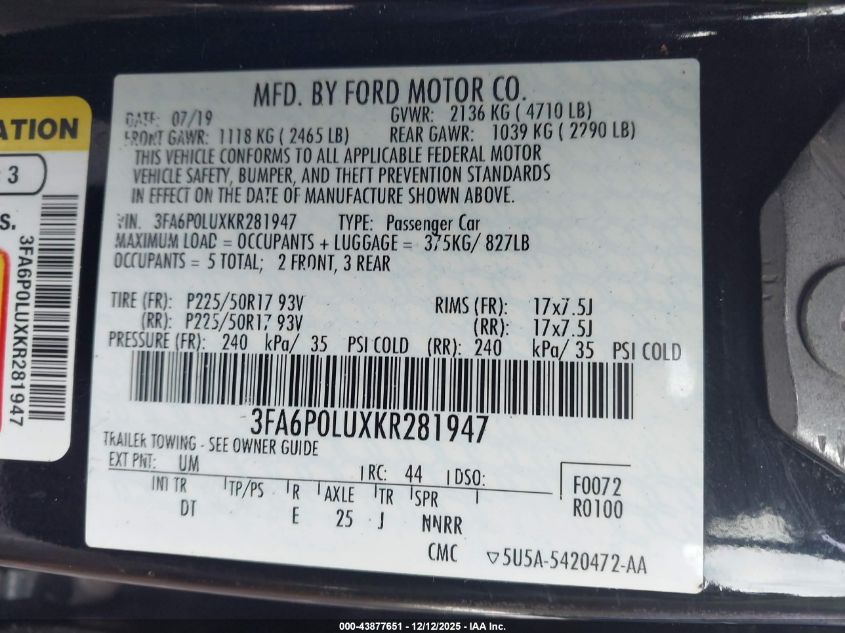 MFD. BY FORD MOTOR CO.
DATE: 07/19 GVWR: 2136 KG ( 4710 LB)
FRONT GAWR: 1118 KG ( 2465 LB) REAR GAWR: 1039 KG ( 2290 LB)
THIS VEHICLE CONFORMS TO ALL APPLICABLE FEDERAL MOTOR
VEHICLE SAFETY, BUMPER, AND THEFT PREVENTION STANDARDS
IN EFFECT ON THE DATE OF MANUFACTURE SHOWN ABOVE.
VIN. 3FA6P0LUXKR281947 TYPE: Passenger Car
MAXIMUM LOAD = OCCUPANTS + LUGGAGE = 375KG/ 827LB
OCCUPANTS = 5 TOTAL; 2 FRONT, 3 REAR
TIRE (FR): P225/50R17 93V RIMS (FR): 17x7.5J
(RR): P225/50R17 93V (RR): 17x7.5J
PRESSURE (FR): 240 kPa/ 35 PSI COLD (RR): 240 kPa/ 35 PSI COLD
3FA6P0LUXKR281947
TRAILER TOWING - SEE OWNER GUIDE
EXT PNT: UM RC: 44 DSO: F0072
INT TR TP/PS R AXLE TR SPR R0100
DT E 25 J NNRR
CMC 5U5A-5420472-AA
ATION
3
S.
3FA6P0LUXKR281947
000-43877651 - 12/12/2025 - IAA Inc.